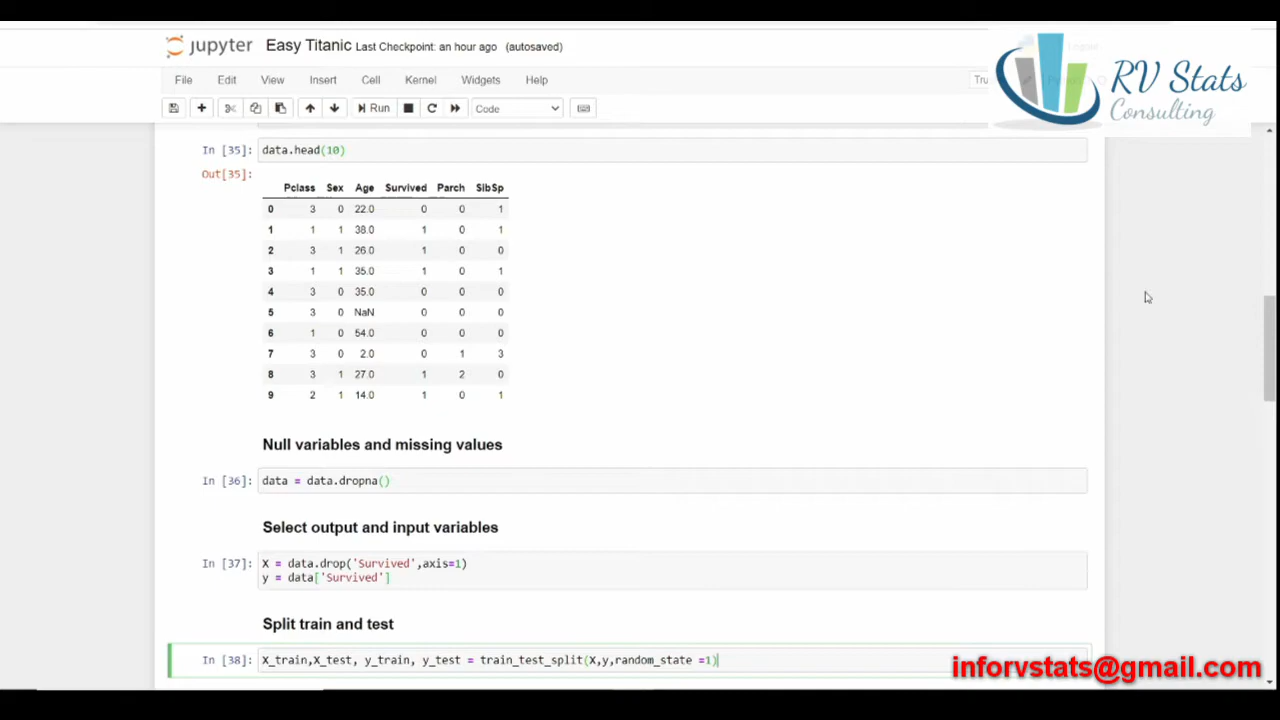 jupyter Easy Titanic Last Checkpoint: an hour ago (autosaved)
RV Stats
Consulting
File Edit View Insert Cell Kernel Widgets Help
Run Code
In [35]: data.head(10)
Out[35]:
Pclass Sex Age Survived Parch SibSp
0 3 0 22.0 0 0 1
1 1 1 38.0 1 0 1
2 3 1 26.0 1 0 0
3 1 1 35.0 1 0 1
4 3 0 35.0 0 0 0
5 3 0 NaN 0 0 0
6 1 0 54.0 0 0 0
7 3 0 2.0 0 1 3
8 3 1 27.0 1 2 0
9 2 1 14.0 1 0 1
Null variables and missing values
In [36]: data = data.dropna()
Select output and input variables
In [37]: X = data.drop('Survived',axis=1)
y = data['Survived']
Split train and test
In [38]: X_train,X_test, y_train, y_test = train_test_split(X,y,random_state =1)
inforvstats@gmail.com